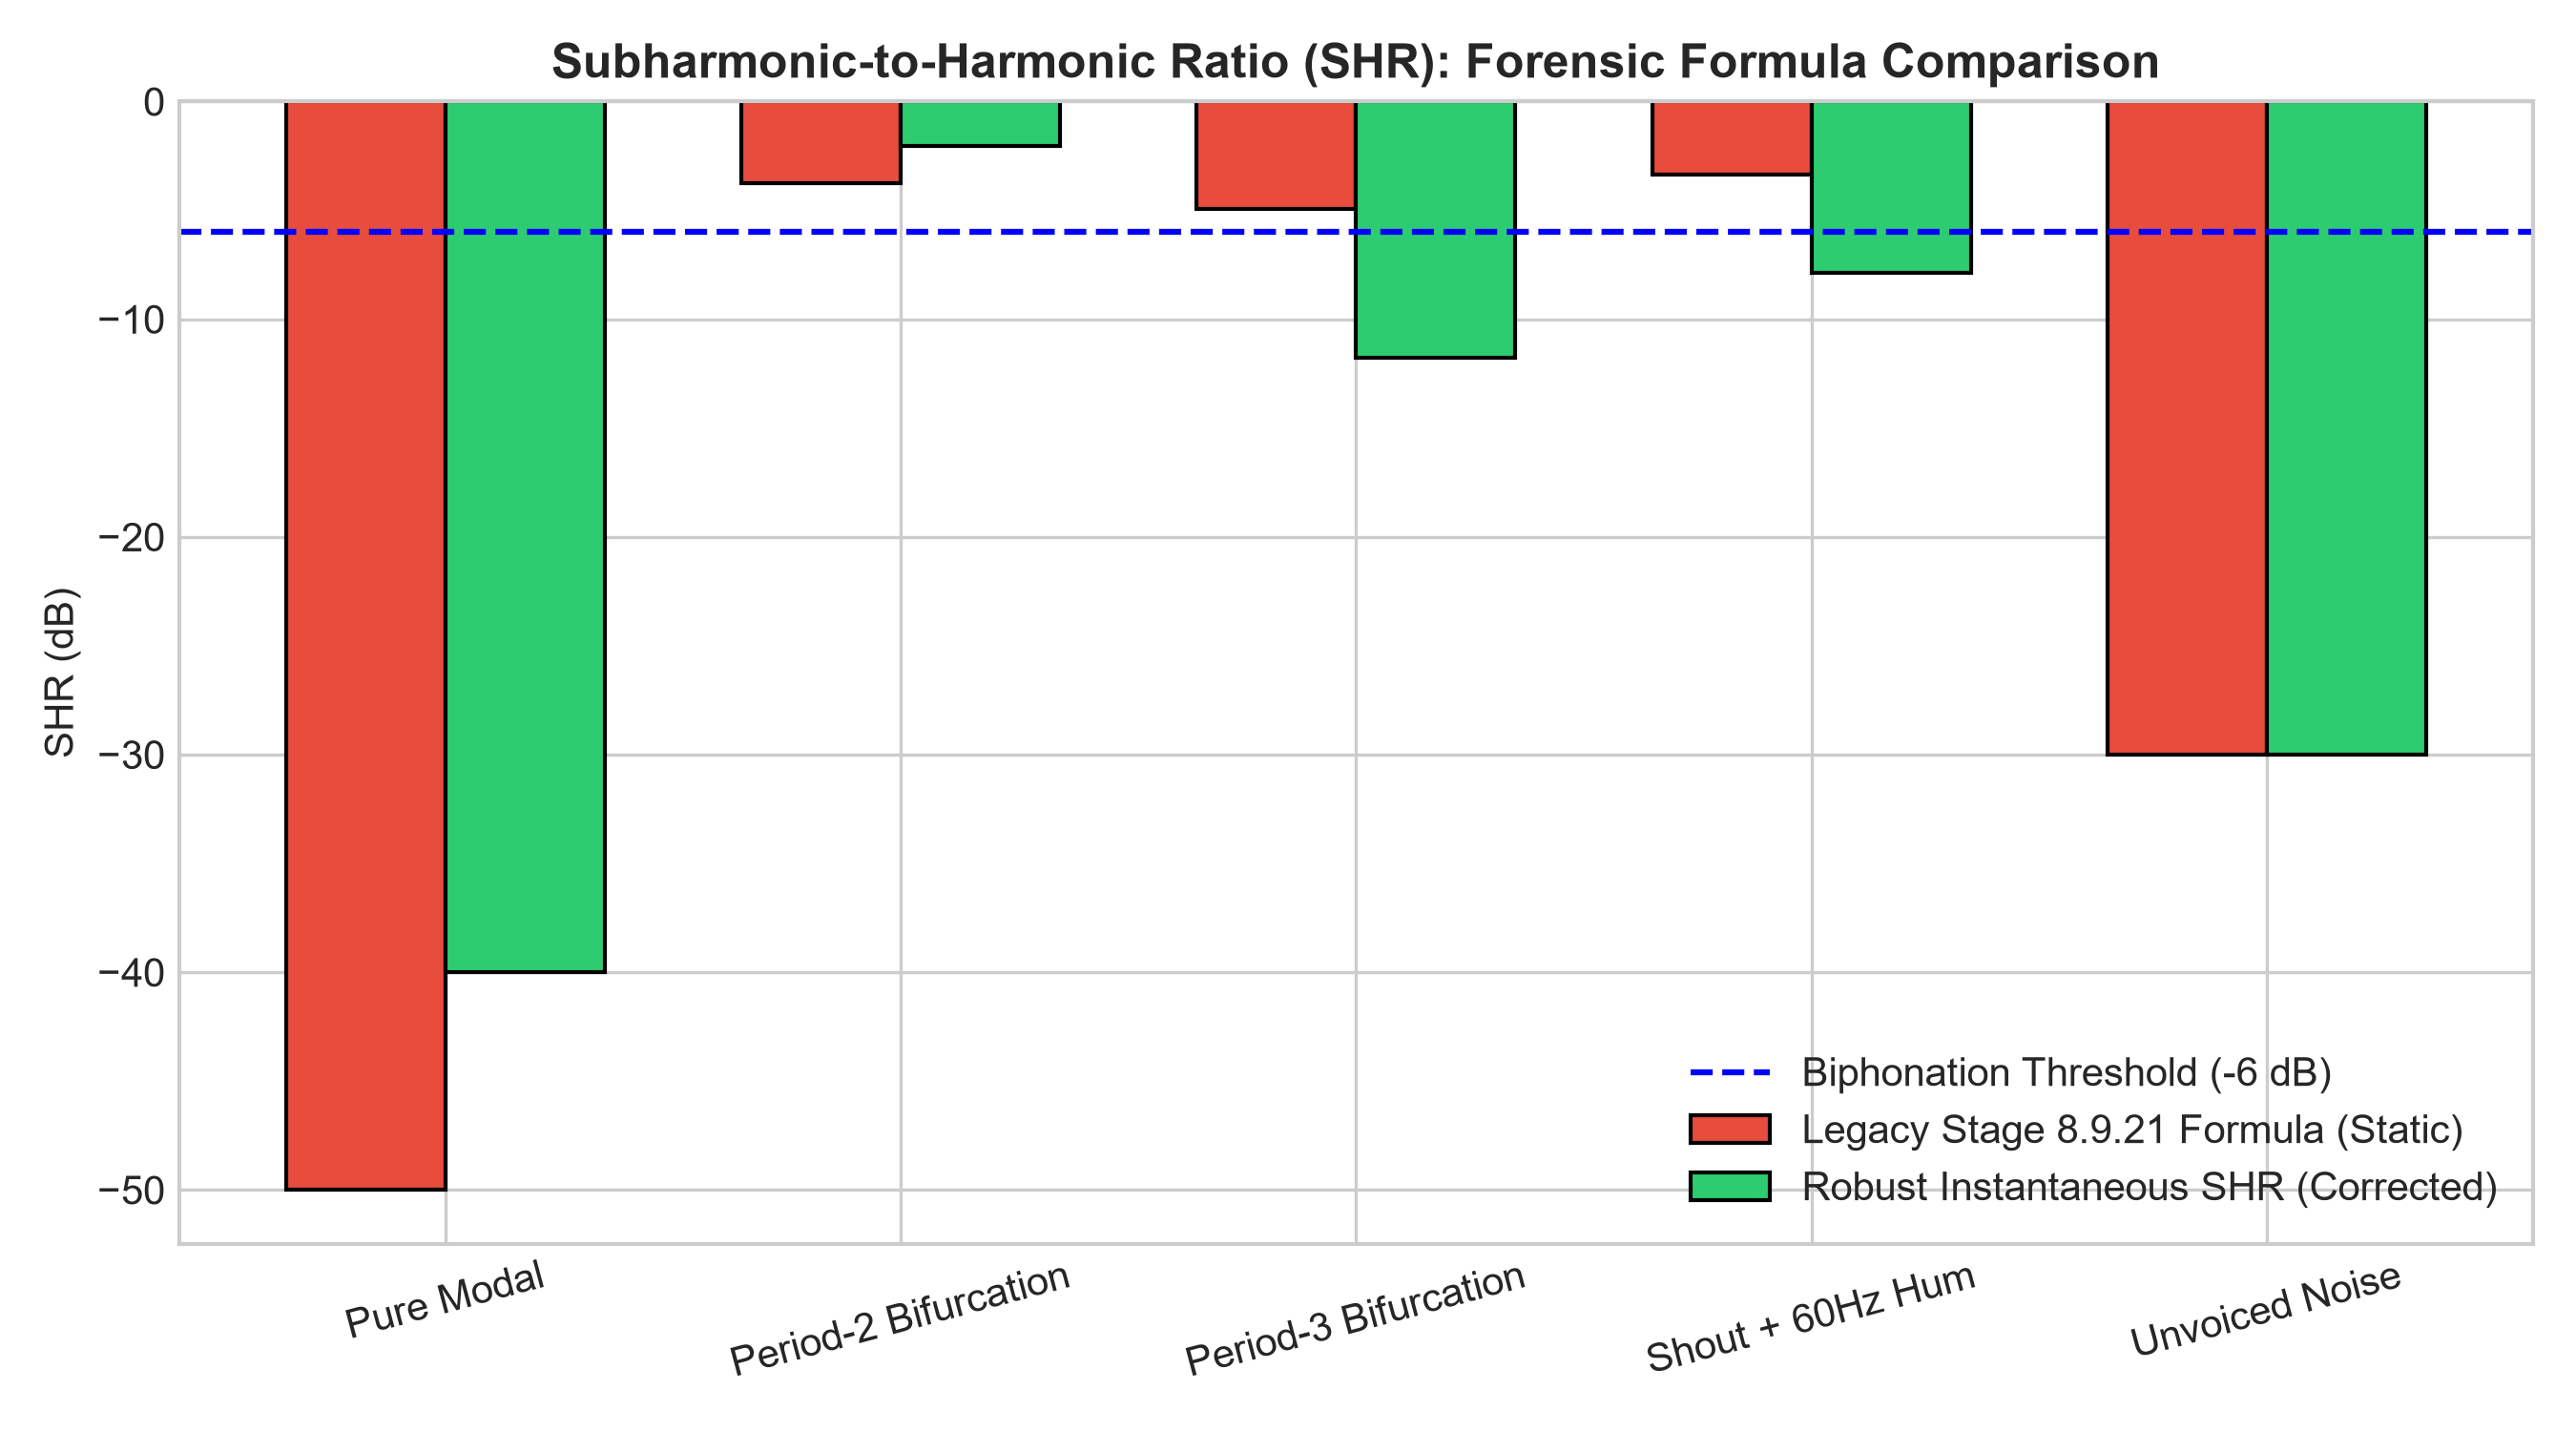 Subharmonic-to-Harmonic Ratio (SHR): Forensic Formula Comparison
SHR (dB)
0
−10
−20
−30
−40
−50
Biphonation Threshold (-6 dB)
Legacy Stage 8.9.21 Formula (Static)
Robust Instantaneous SHR (Corrected)
Pure Modal
Period-2 Bifurcation
Period-3 Bifurcation
Shout + 60Hz Hum
Unvoiced Noise